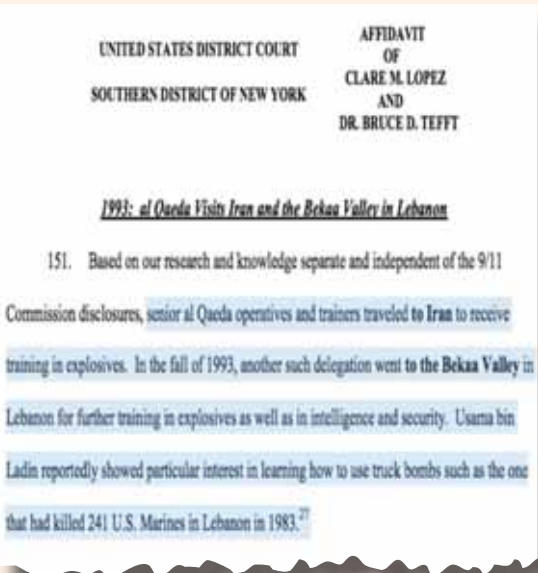 UNITED STATES DISTRICT COURT
SOUTHERN DISTRICT OF NEW YORK
AFFIDAVIT
OF
CLARE M. LOPEZ
AND
DR. BRUCE D. TEFFT
1993: al Qaeda Visits Iran and the Bekaa Valley in Lebanon
151. Based on our research and knowledge separate and independent of the 9/11
Commission disclosures, senior al Qaeda operatives and trainers traveled to Iran to receive
training in explosives. In the fall of 1993, another such delegation went to the Bekaa Valley in
Lebanon for further training in explosives as well as in intelligence and security. Usama bin
Ladin reportedly showed particular interest in learning how to use truck bombs such as the one
that had killed 241 U.S. Marines in Lebanon in 1983.27